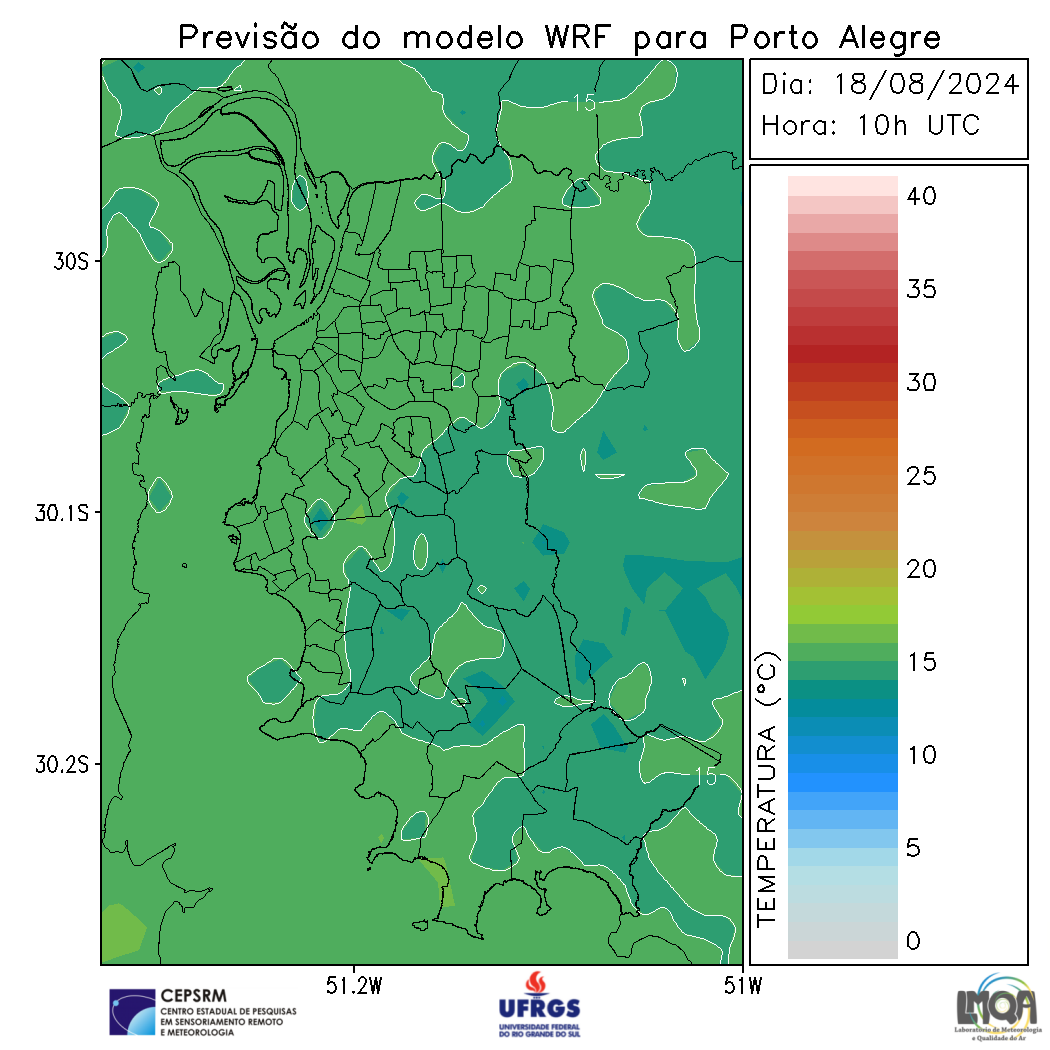 Previsão do modelo WRF para Porto Alegre
Dia: 18/08/2024
Hora: 10h UTC
15
40
35
30
25
20
15
10
5
0
TEMPERATURA (°C)
30S
30.1S
30.2S
15
51.2W
51W
CEPSRM
CENTRO ESTADUAL DE PESQUISAS
EM SENSORIAMENTO REMOTO
E METEOROLOGIA
UFRGS
UNIVERSIDADE FEDERAL
DO RIO GRANDE DO SUL
LMQA
Laboratório de Meteorologia
e Qualidade do Ar